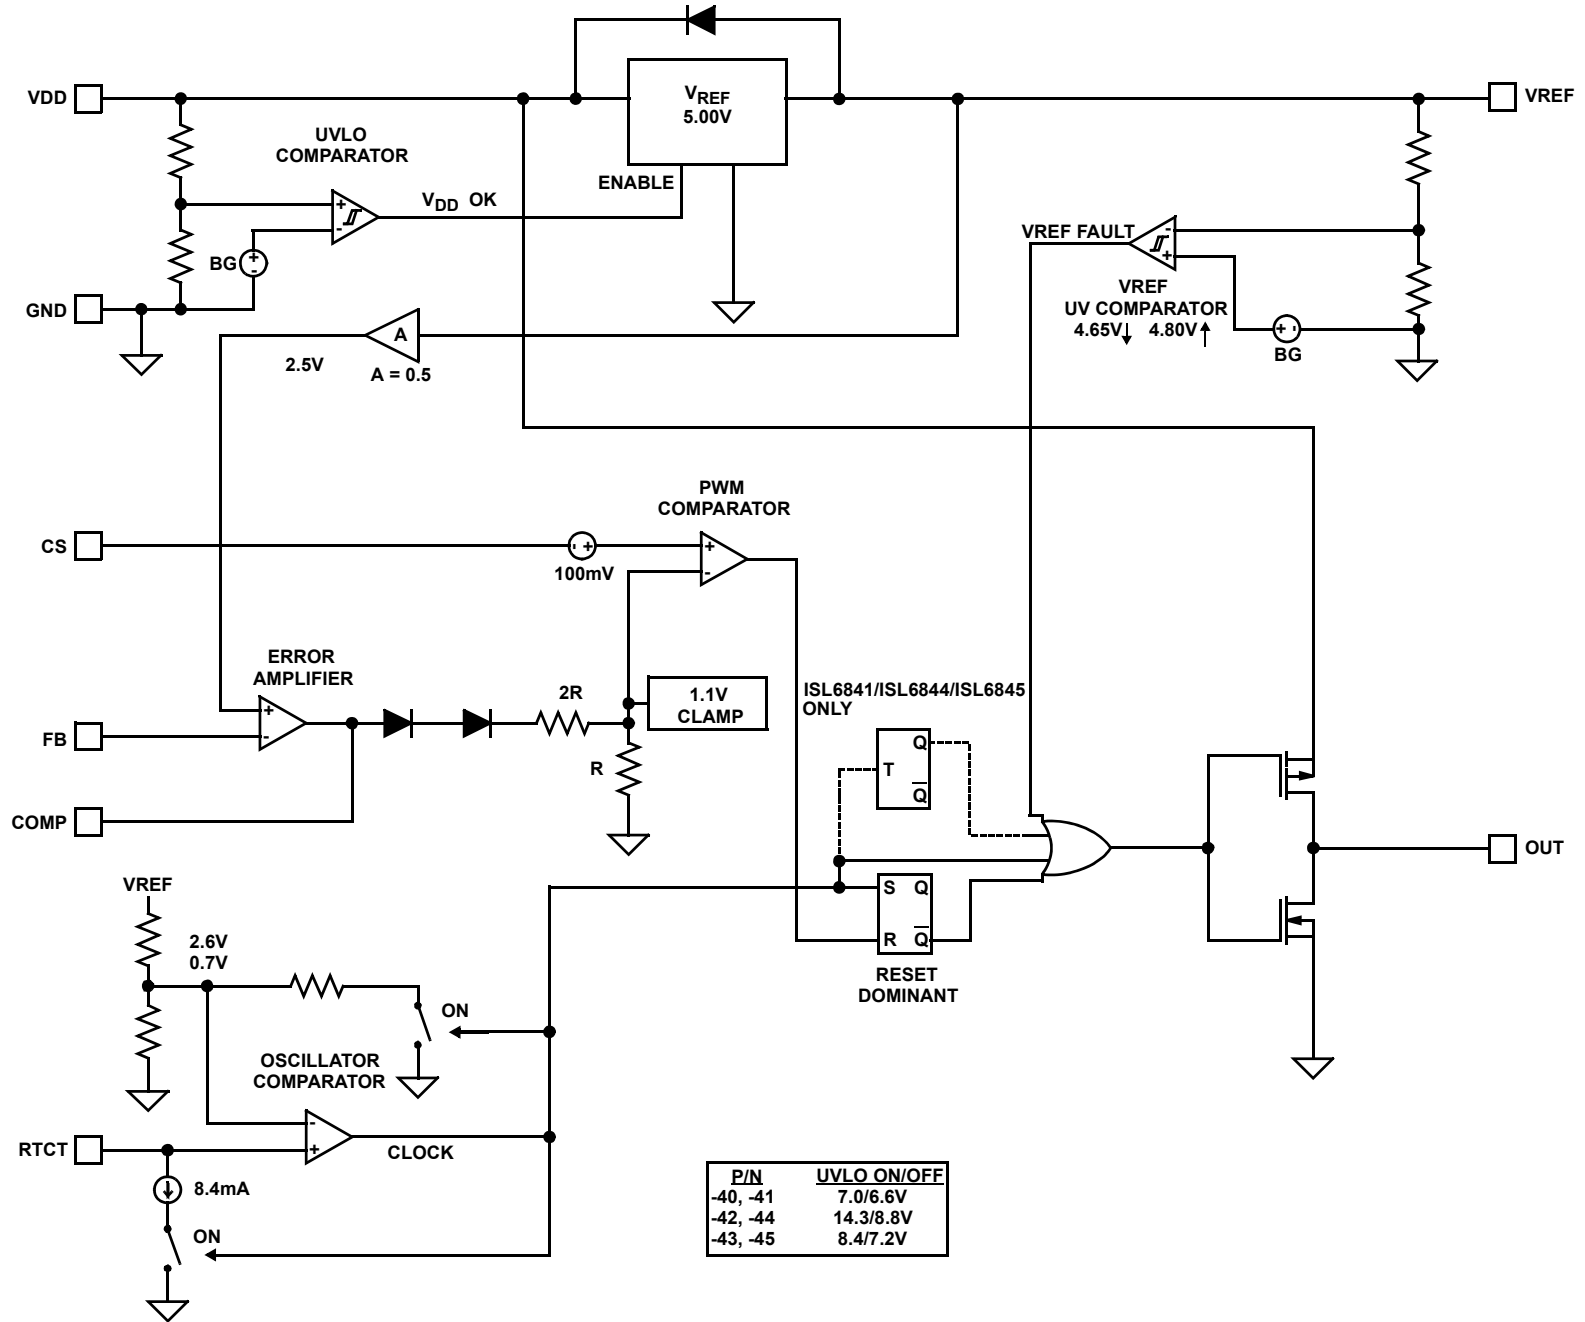 VDD
VREF
5.00V
VREF
UVLO
COMPARATOR
ENABLE
VDD OK
+
-
BG
+
-
GND
VREF FAULT
-
+
VREF
UV COMPARATOR
4.65V↓ 4.80V↑
+ -
BG
A
2.5V
A = 0.5
PWM
COMPARATOR
CS
- +
100mV
+
-
ERROR
AMPLIFIER
+
-
FB
COMP
2R
R
1.1V
CLAMP
ISL6841/ISL6844/ISL6845
ONLY
Q
T
Q̅
OUT
S Q
R Q̅
RESET
DOMINANT
VREF
2.6V
0.7V
ON
OSCILLATOR
COMPARATOR
-
+
RTCT
CLOCK
8.4mA
ON
P/N UVLO ON/OFF
-40, -41 7.0/6.6V
-42, -44 14.3/8.8V
-43, -45 8.4/7.2V